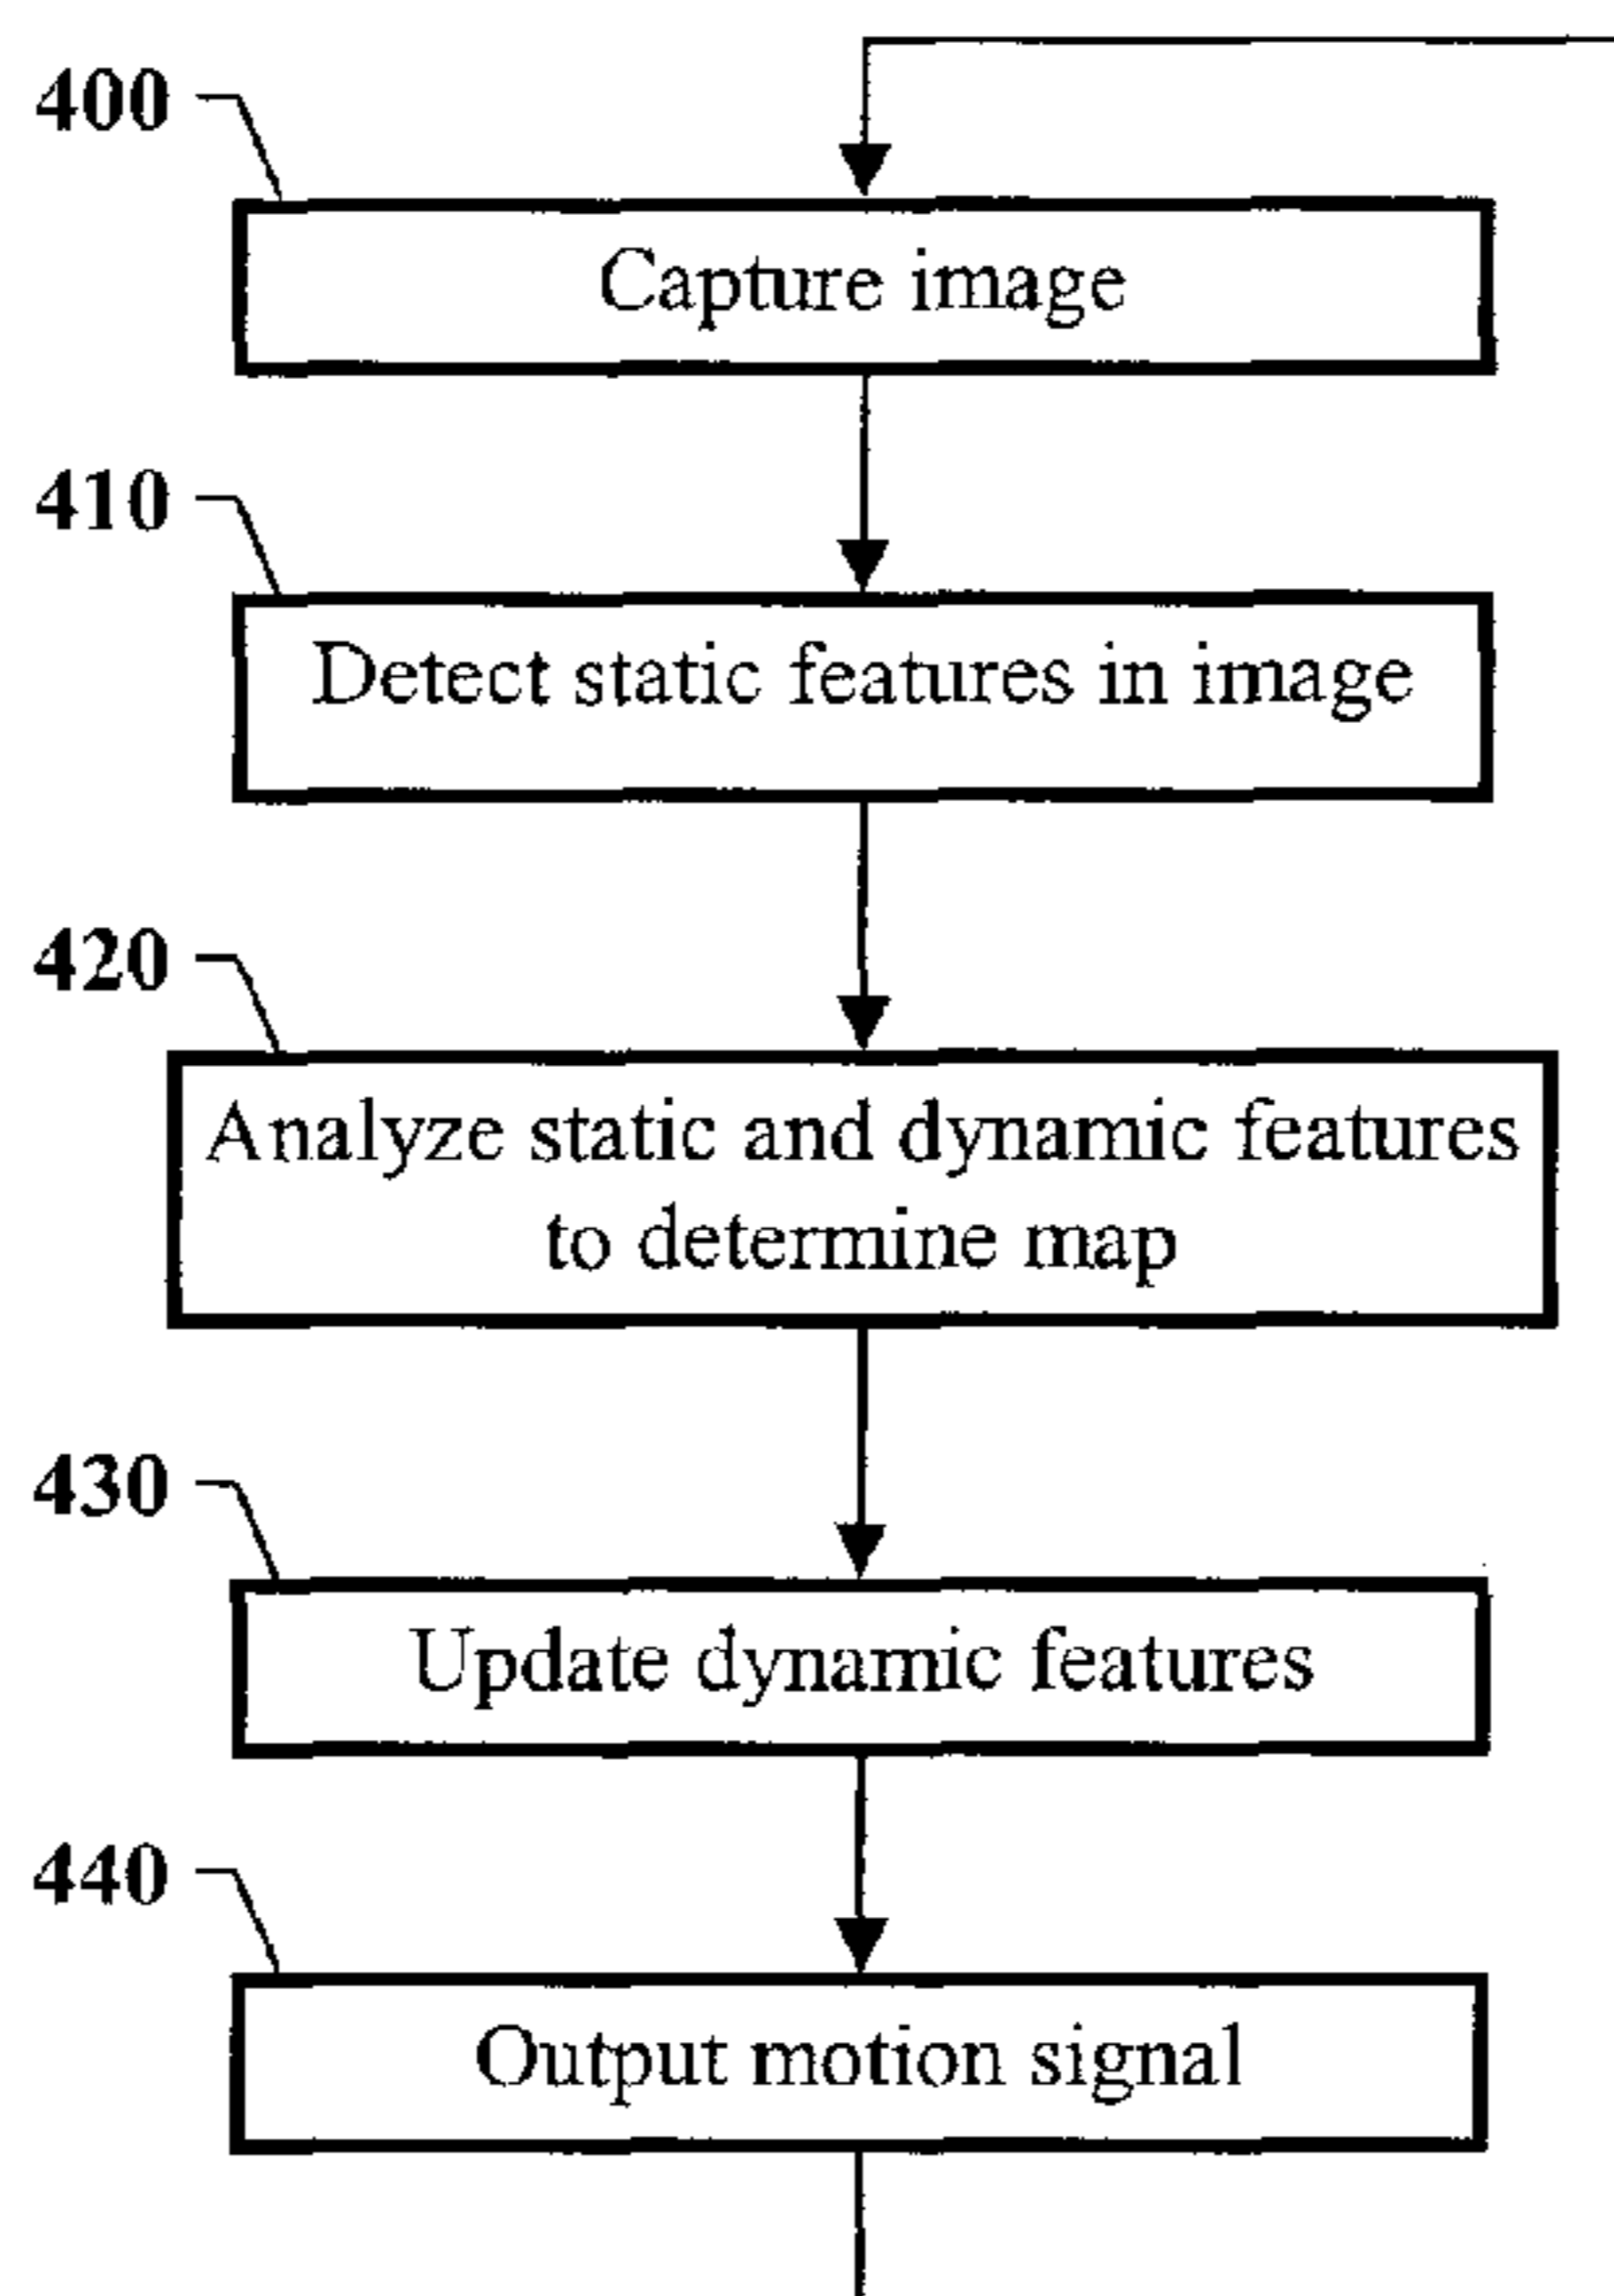 400
Capture image
410
Detect static features in image
420
Analyze static and dynamic features
to determine map
430
Update dynamic features
440
Output motion signal